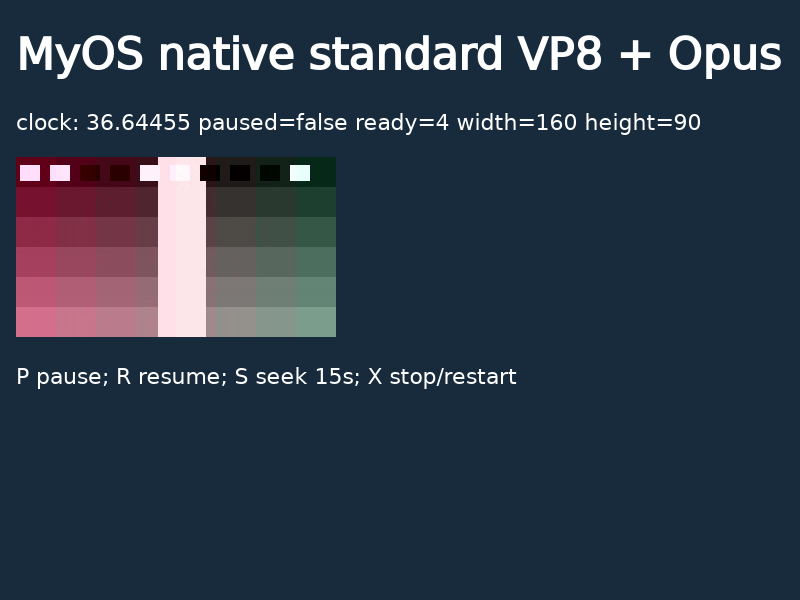 MyOS native standard VP8 + Opus
clock: 36.64455 paused=false ready=4 width=160 height=90
P pause; R resume; S seek 15s; X stop/restart